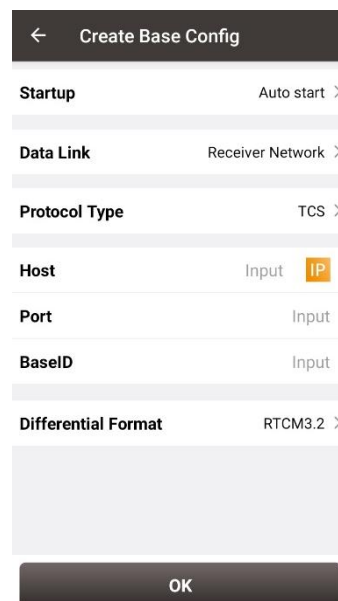 Create Base Config
Startup Auto start
Data Link Receiver Network
Protocol Type TCS
Host Input IP
Port Input
BaseID Input
Differential Format RTCM3.2
OK